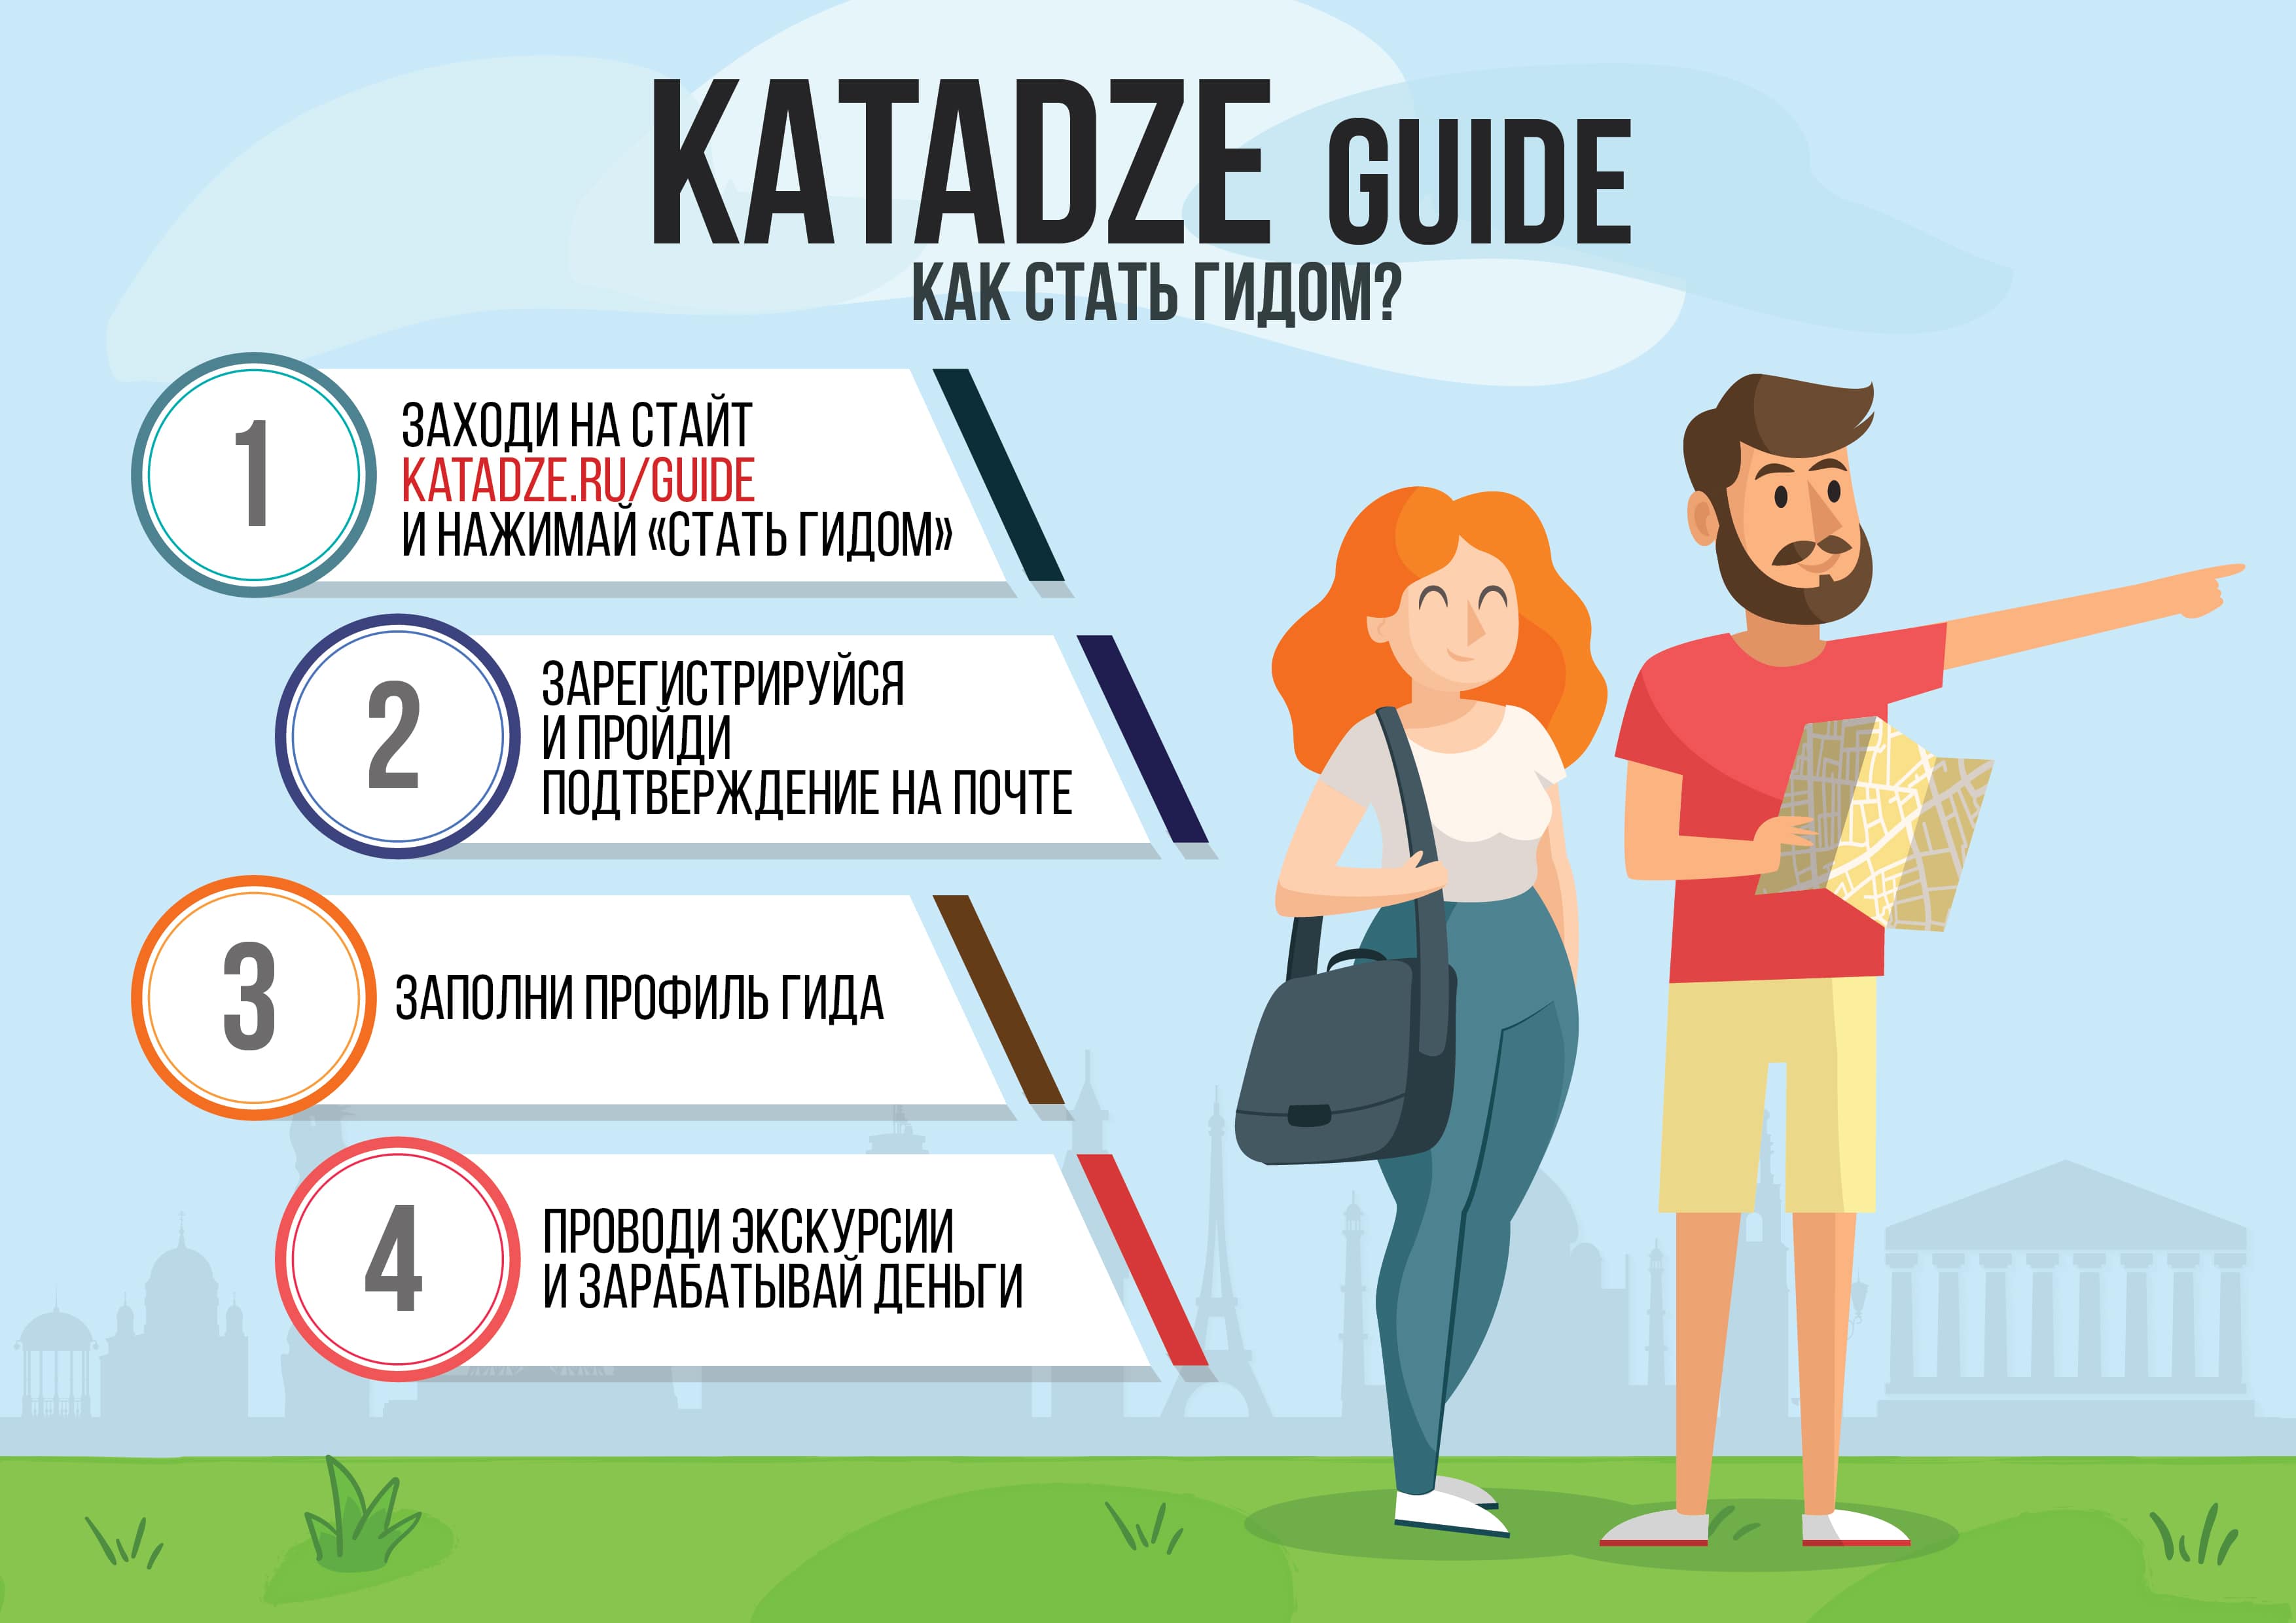 KATADZE GUIDE
КАК СТАТЬ ГИДОМ?
1
ЗАХОДИ НА СТАЙТ
KATADZE.RU/GUIDE
И НАЖИМАЙ «СТАТЬ ГИДОМ»
2
ЗАРЕГИСТРИРУЙСЯ
И ПРОЙДИ
ПОДТВЕРЖДЕНИЕ НА ПОЧТЕ
3
ЗАПОЛНИ ПРОФИЛЬ ГИДА
4
ПРОВОДИ ЭКСКУРСИИ
И ЗАРАБАТЫВАЙ ДЕНЬГИ